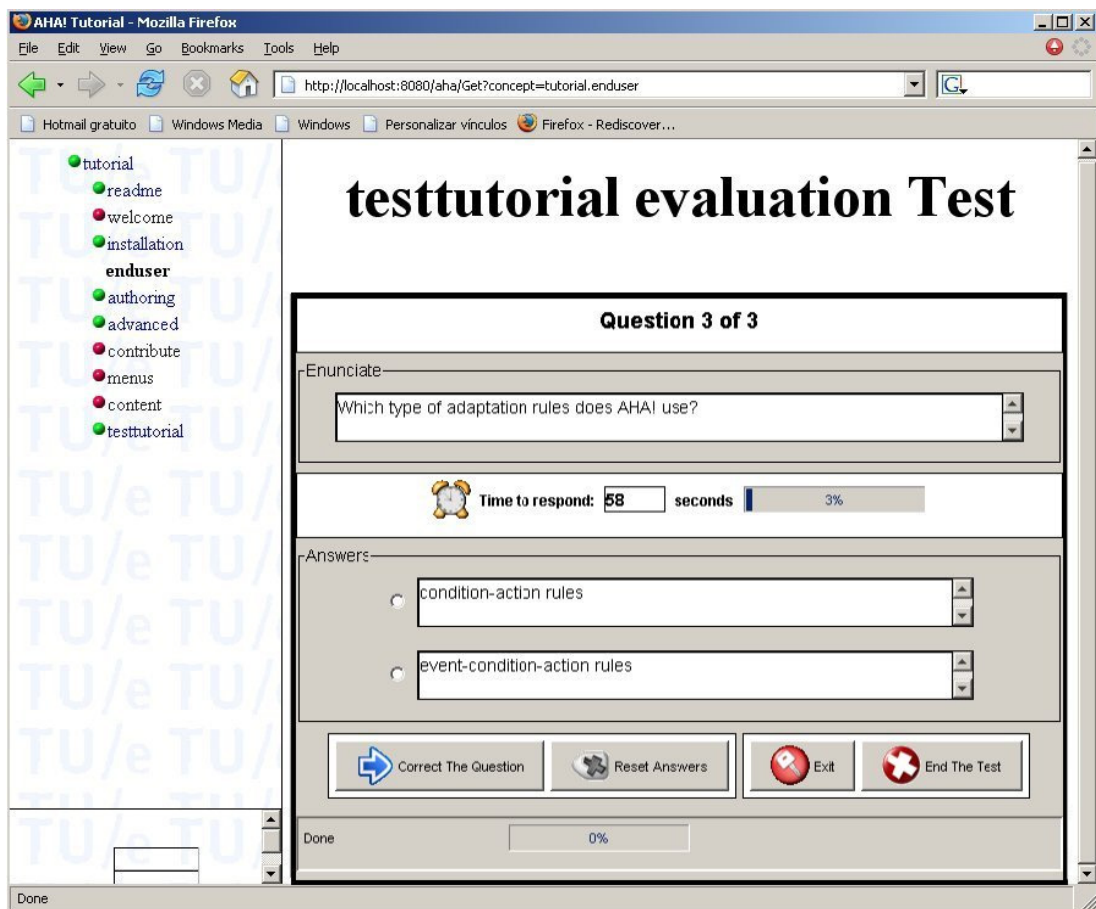 AHA! Tutorial - Mozilla Firefox
File Edit View Go Bookmarks Tools Help
http://localhost:8080/aha/Get?concept=tutorial.enduser
G
Hotmail gratuito Windows Media Windows Personalizar vínculos Firefox - Rediscover...
tutorial
readme
welcome
installation
enduser
authoring
advanced
contribute
menus
content
testtutorial
TU/e TU/e
testtutorial evaluation Test
Question 3 of 3
Enunciate
Which type of adaptation rules does AHA! use?
Time to respond: 58 seconds 3%
Answers
condition-action rules
event-condition-action rules
Correct The Question Reset Answers Exit End The Test
Done 0%
Done